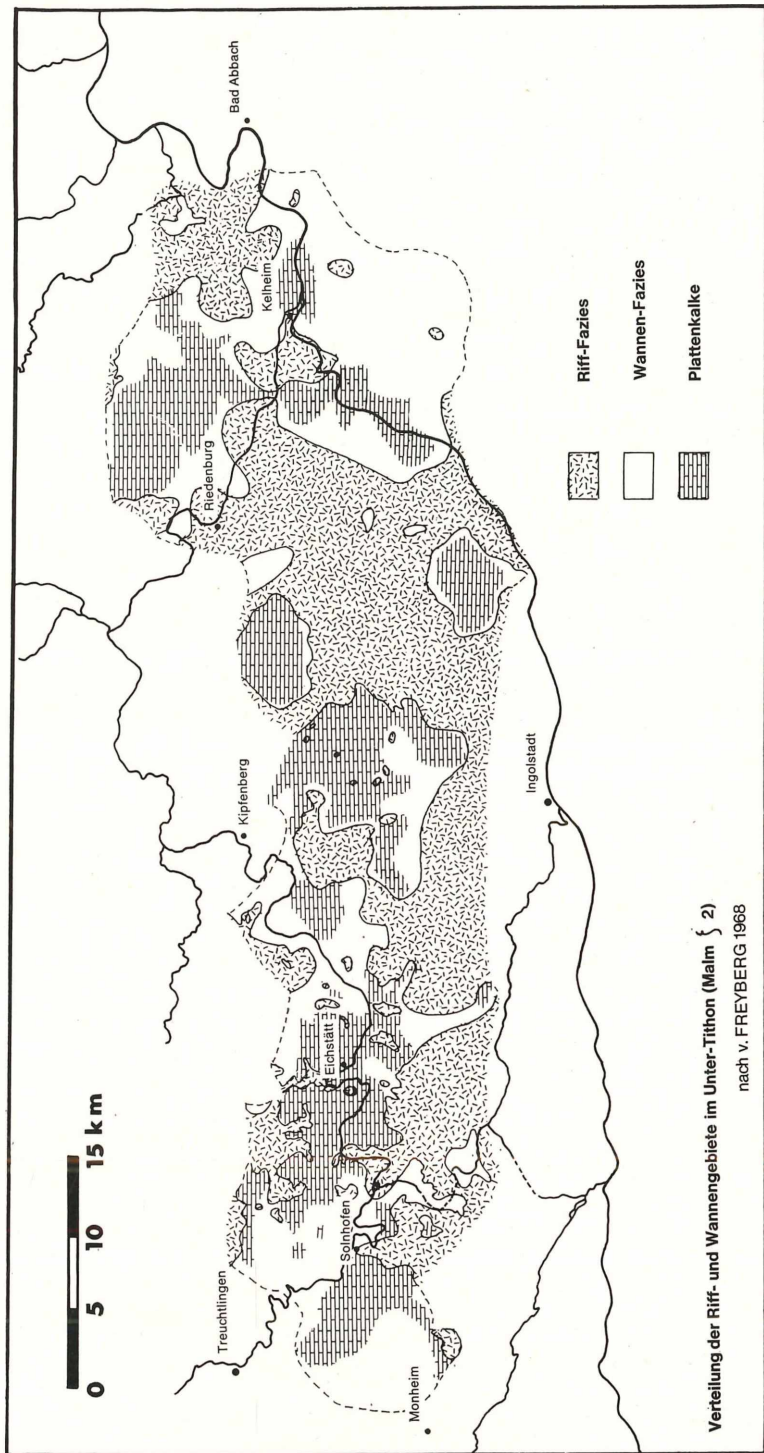 0 5 10 15 km
Treuchtlingen
Monheim
Solnhofen
Eichstätt
Kipfenberg
Ingolstadt
Riedenburg
Kelheim
Bad Abbach
Riff-Fazies
Wannen-Fazies
Plattenkalke
Verteilung der Riff- und Wannengebiete im Unter-Tithon (Malm ζ 2)
nach v. FREYBERG 1968